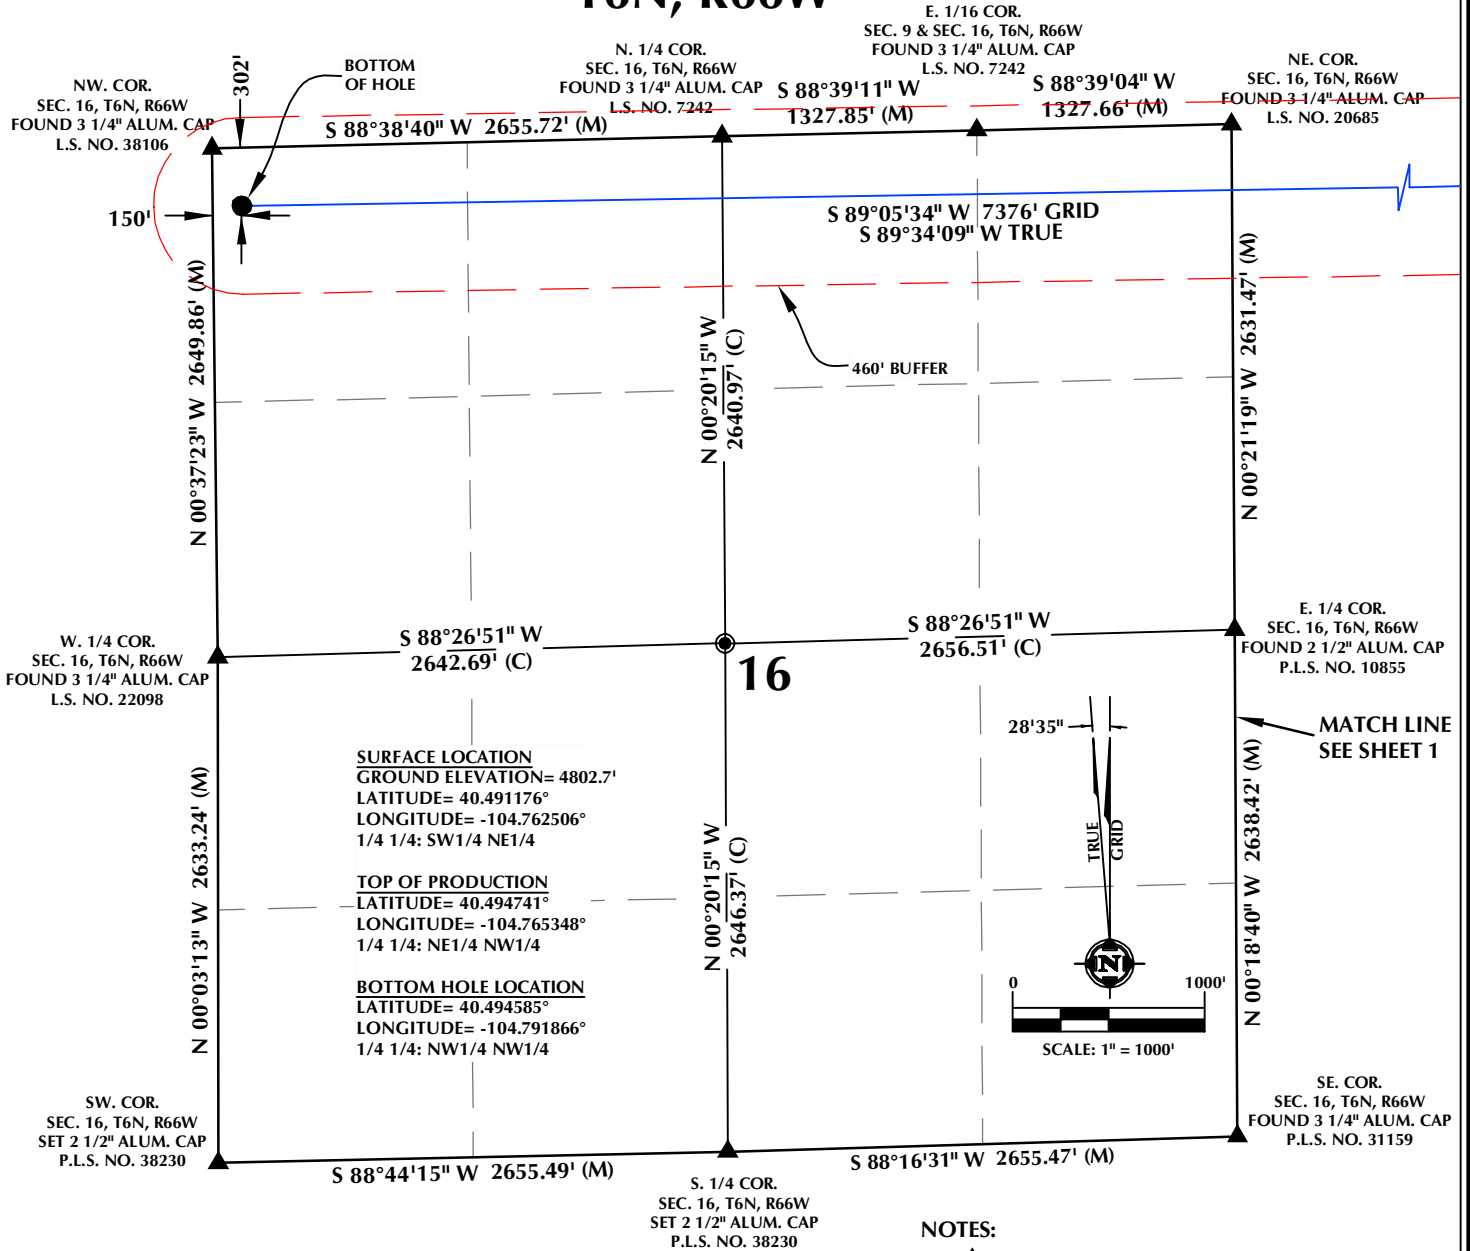 T6N, R66W
E. 1/16 COR.
SEC. 9 & SEC. 16, T6N, R66W
FOUND 3 1/4" ALUM. CAP
L.S. NO. 7242
N. 1/4 COR.
SEC. 16, T6N, R66W
FOUND 3 1/4" ALUM. CAP
L.S. NO. 7242
NE. COR.
SEC. 16, T6N, R66W
FOUND 3 1/4" ALUM. CAP
L.S. NO. 20685
NW. COR.
SEC. 16, T6N, R66W
FOUND 3 1/4" ALUM. CAP
L.S. NO. 38106
302'
BOTTOM
OF HOLE
S 88°38'40" W 2655.72' (M)
S 88°39'11" W
1327.85' (M)
S 88°39'04" W
1327.66' (M)
150'
S 89°05'34" W 7376' GRID
S 89°34'09" W TRUE
N 00°37'23" W 2649.86' (M)
N 00°20'15" W
2640.97' (C)
N 00°21'19" W 2631.47' (M)
460' BUFFER
W. 1/4 COR.
SEC. 16, T6N, R66W
FOUND 3 1/4" ALUM. CAP
L.S. NO. 22098
S 88°26'51" W
2642.69' (C)
S 88°26'51" W
2656.51' (C)
E. 1/4 COR.
SEC. 16, T6N, R66W
FOUND 2 1/2" ALUM. CAP
P.L.S. NO. 10855
16
MATCH LINE
SEE SHEET 1
28'35"
TRUE
GRID
N
SURFACE LOCATION
GROUND ELEVATION= 4802.7'
LATITUDE= 40.491176°
LONGITUDE= -104.762506°
1/4 1/4: SW1/4 NE1/4
TOP OF PRODUCTION
LATITUDE= 40.494741°
LONGITUDE= -104.765348°
1/4 1/4: NE1/4 NW1/4
BOTTOM HOLE LOCATION
LATITUDE= 40.494585°
LONGITUDE= -104.791866°
1/4 1/4: NW1/4 NW1/4
N 00°03'13" W 2633.24' (M)
N 00°20'15" W
2646.37' (C)
N 00°18'40" W 2638.42' (M)
0 1000'
SCALE: 1" = 1000'
SW. COR.
SEC. 16, T6N, R66W
SET 2 1/2" ALUM. CAP
P.L.S. NO. 38230
S 88°44'15" W 2655.49' (M)
S 88°16'31" W 2655.47' (M)
SE. COR.
SEC. 16, T6N, R66W
FOUND 3 1/4" ALUM. CAP
P.L.S. NO. 31159
S. 1/4 COR.
SEC. 16, T6N, R66W
SET 2 1/2" ALUM. CAP
P.L.S. NO. 38230
NOTES: